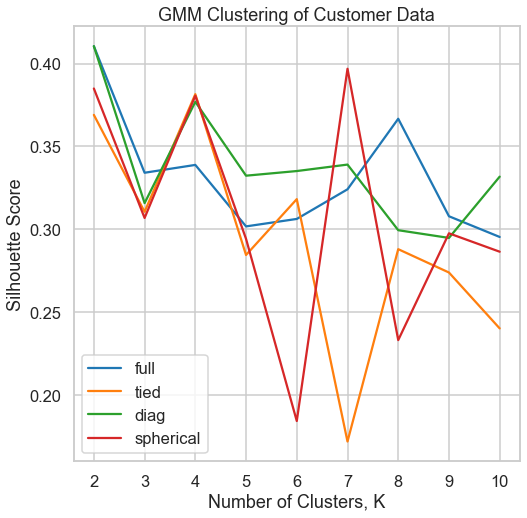 GMM Clustering of Customer Data
Silhouette Score
0.40
0.35
0.30
0.25
0.20
full
tied
diag
spherical
2 3 4 5 6 7 8 9 10
Number of Clusters, K